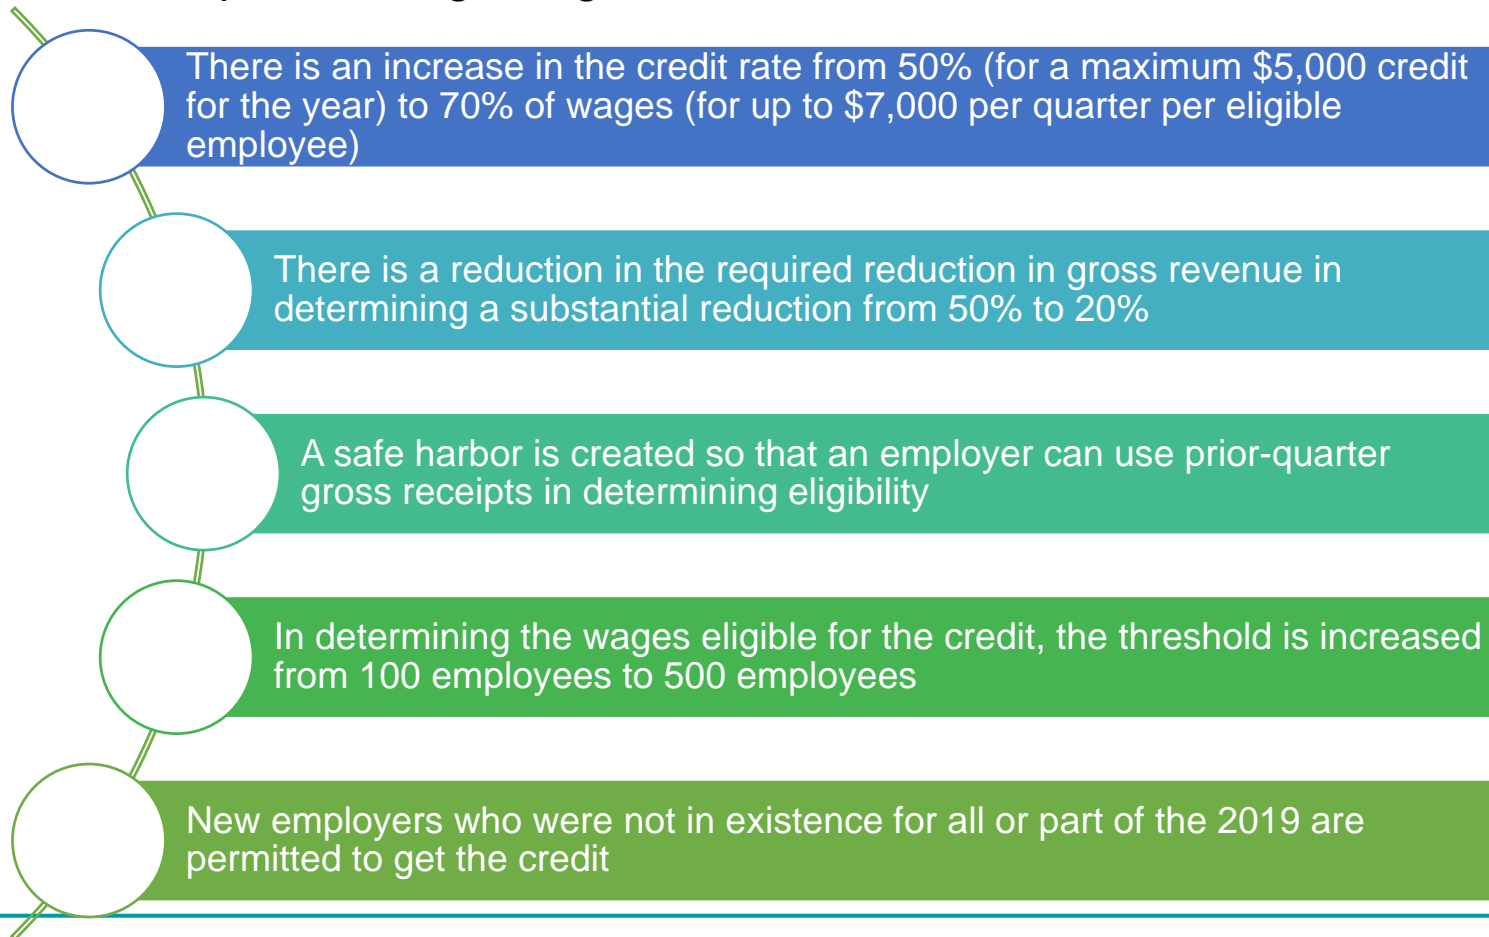 There is an increase in the credit rate from 50% (for a maximum $5,000 credit
for the year) to 70% of wages (for up to $7,000 per quarter per eligible
employee)
There is a reduction in the required reduction in gross revenue in
determining a substantial reduction from 50% to 20%
A safe harbor is created so that an employer can use prior-quarter
gross receipts in determining eligibility
In determining the wages eligible for the credit, the threshold is increased
from 100 employees to 500 employees
New employers who were not in existence for all or part of the 2019 are
permitted to get the credit